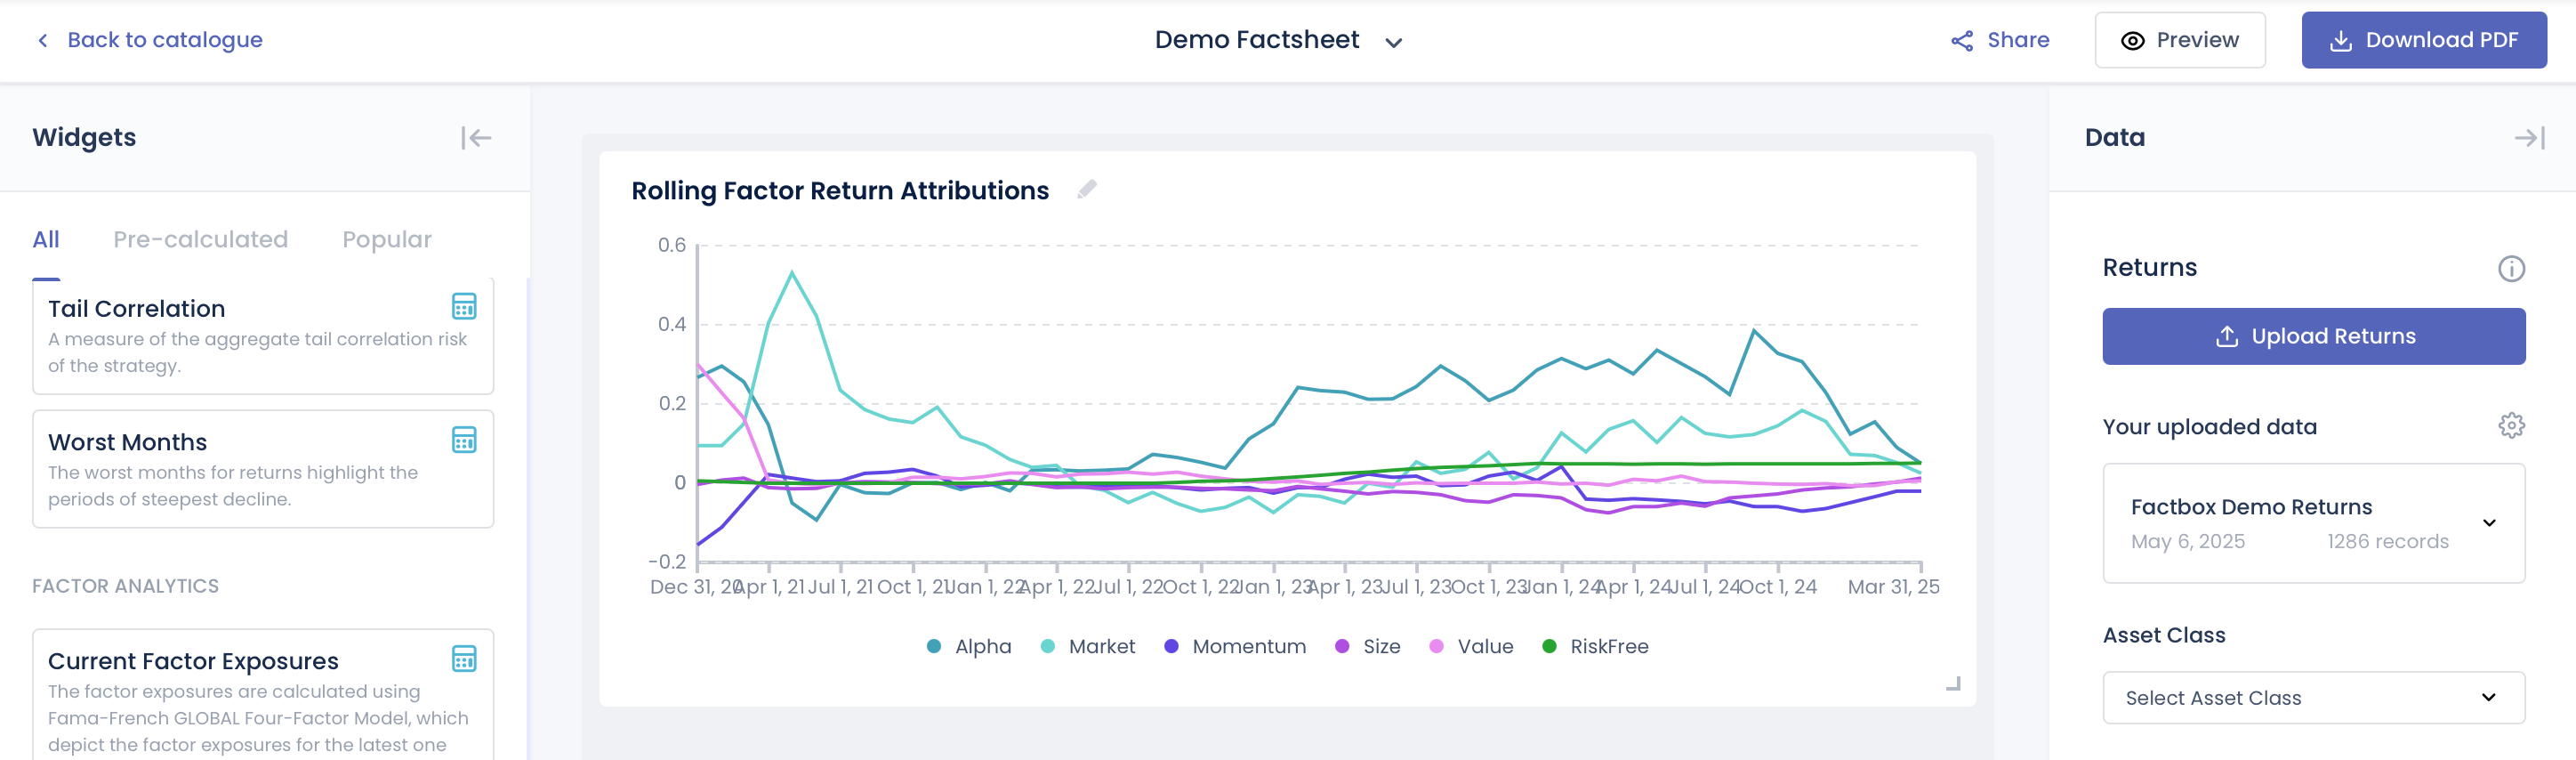 Back to catalogue
Demo Factsheet
Share
Preview
Download PDF
Widgets
All
Pre-calculated
Popular
Tail Correlation
A measure of the aggregate tail correlation risk
of the strategy.
Worst Months
The worst months for returns highlight the
periods of steepest decline.
FACTOR ANALYTICS
Current Factor Exposures
The factor exposures are calculated using
Fama-French GLOBAL Four-Factor Model, which
depict the factor exposures for the latest one
Rolling Factor Return Attributions
0.6
0.4
0.2
0
−0.2
Dec 31, 20 Apr 1, 21 Jul 1, 21 Oct 1, 21 Jan 1, 22 Apr 1, 22 Jul 1, 22 Oct 1, 22 Jan 1, 23 Apr 1, 23 Jul 1, 23 Oct 1, 23 Jan 1, 24 Apr 1, 24 Jul 1, 24 Oct 1, 24 Mar 31, 25
Alpha Market Momentum Size Value RiskFree
Data
Returns
Upload Returns
Your uploaded data
Factbox Demo Returns
May 6, 2025 1286 records
Asset Class
Select Asset Class